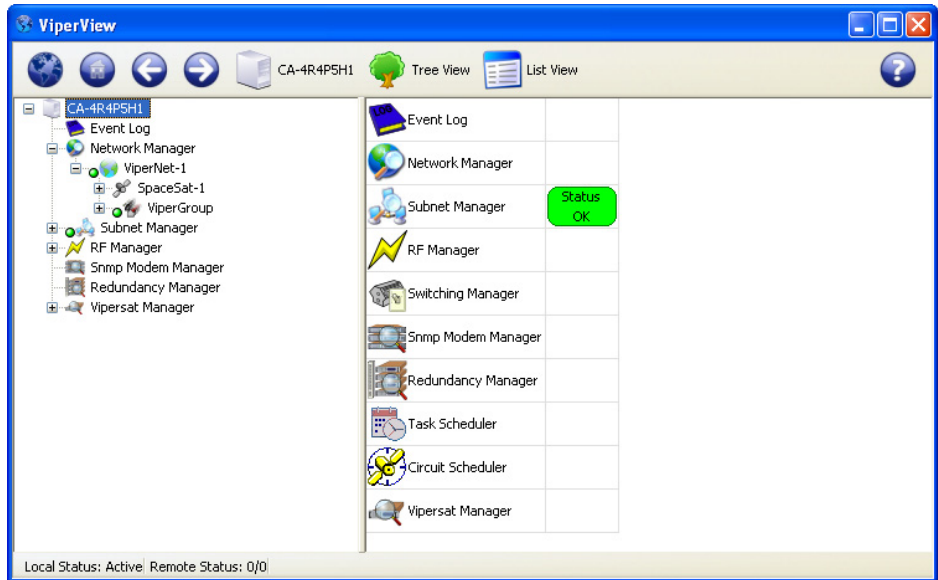 ViperView
CA-4R4P5H1 Tree View List View ?
CA-4R4P5H1
Event Log
Network Manager
ViperNet-1
SpaceSat-1
ViperGroup
Subnet Manager
RF Manager
Snmp Modem Manager
Redundancy Manager
Vipersat Manager
LOG
Event Log
Network Manager
Subnet Manager
Status
OK
RF Manager
Switching Manager
Snmp Modem Manager
Redundancy Manager
Task Scheduler
Circuit Scheduler
Vipersat Manager
Local Status: Active Remote Status: 0/0